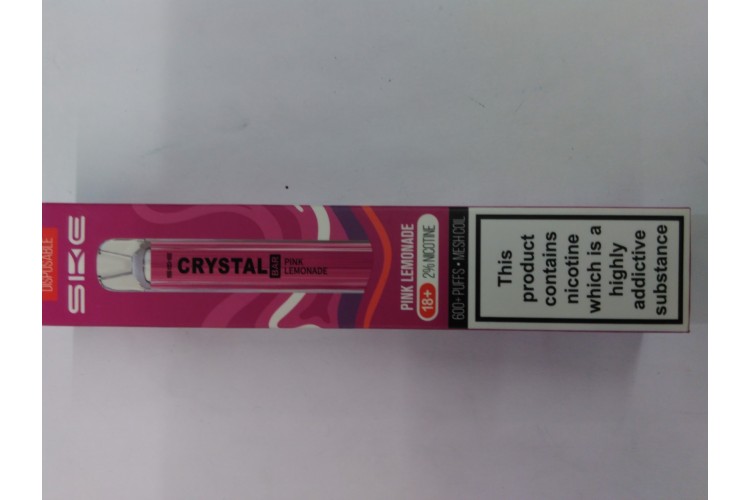 DISPOSABLE
SKE
CRYSTAL
BAR
PINK
LEMONADE
PINK LEMONADE
18+ 2% NICOTINE
600+ PUFFS • MESH COIL
This
product
contains
nicotine
which is a
highly
addictive
substance